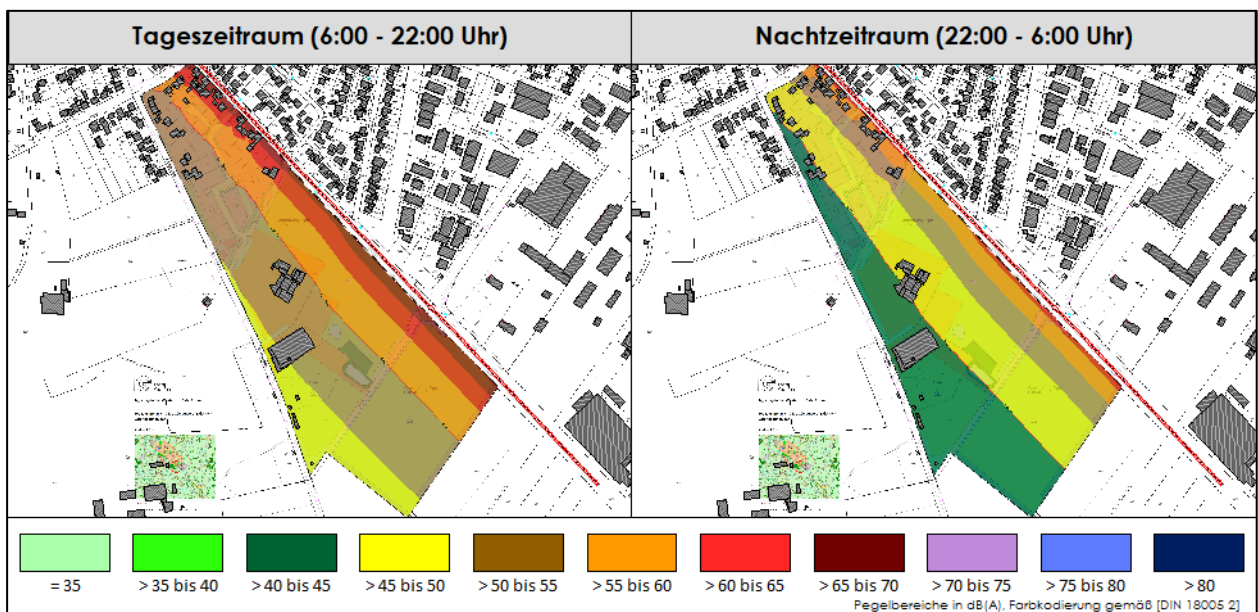 Tageszeitraum (6:00 - 22:00 Uhr)
Nachtzeitraum (22:00 - 6:00 Uhr)
= 35
> 35 bis 40
> 40 bis 45
> 45 bis 50
> 50 bis 55
> 55 bis 60
> 60 bis 65
> 65 bis 70
> 70 bis 75
> 75 bis 80
> 80
Pegelbereiche in dB(A), Farbkodierung gemäß [DIN 18005 2]